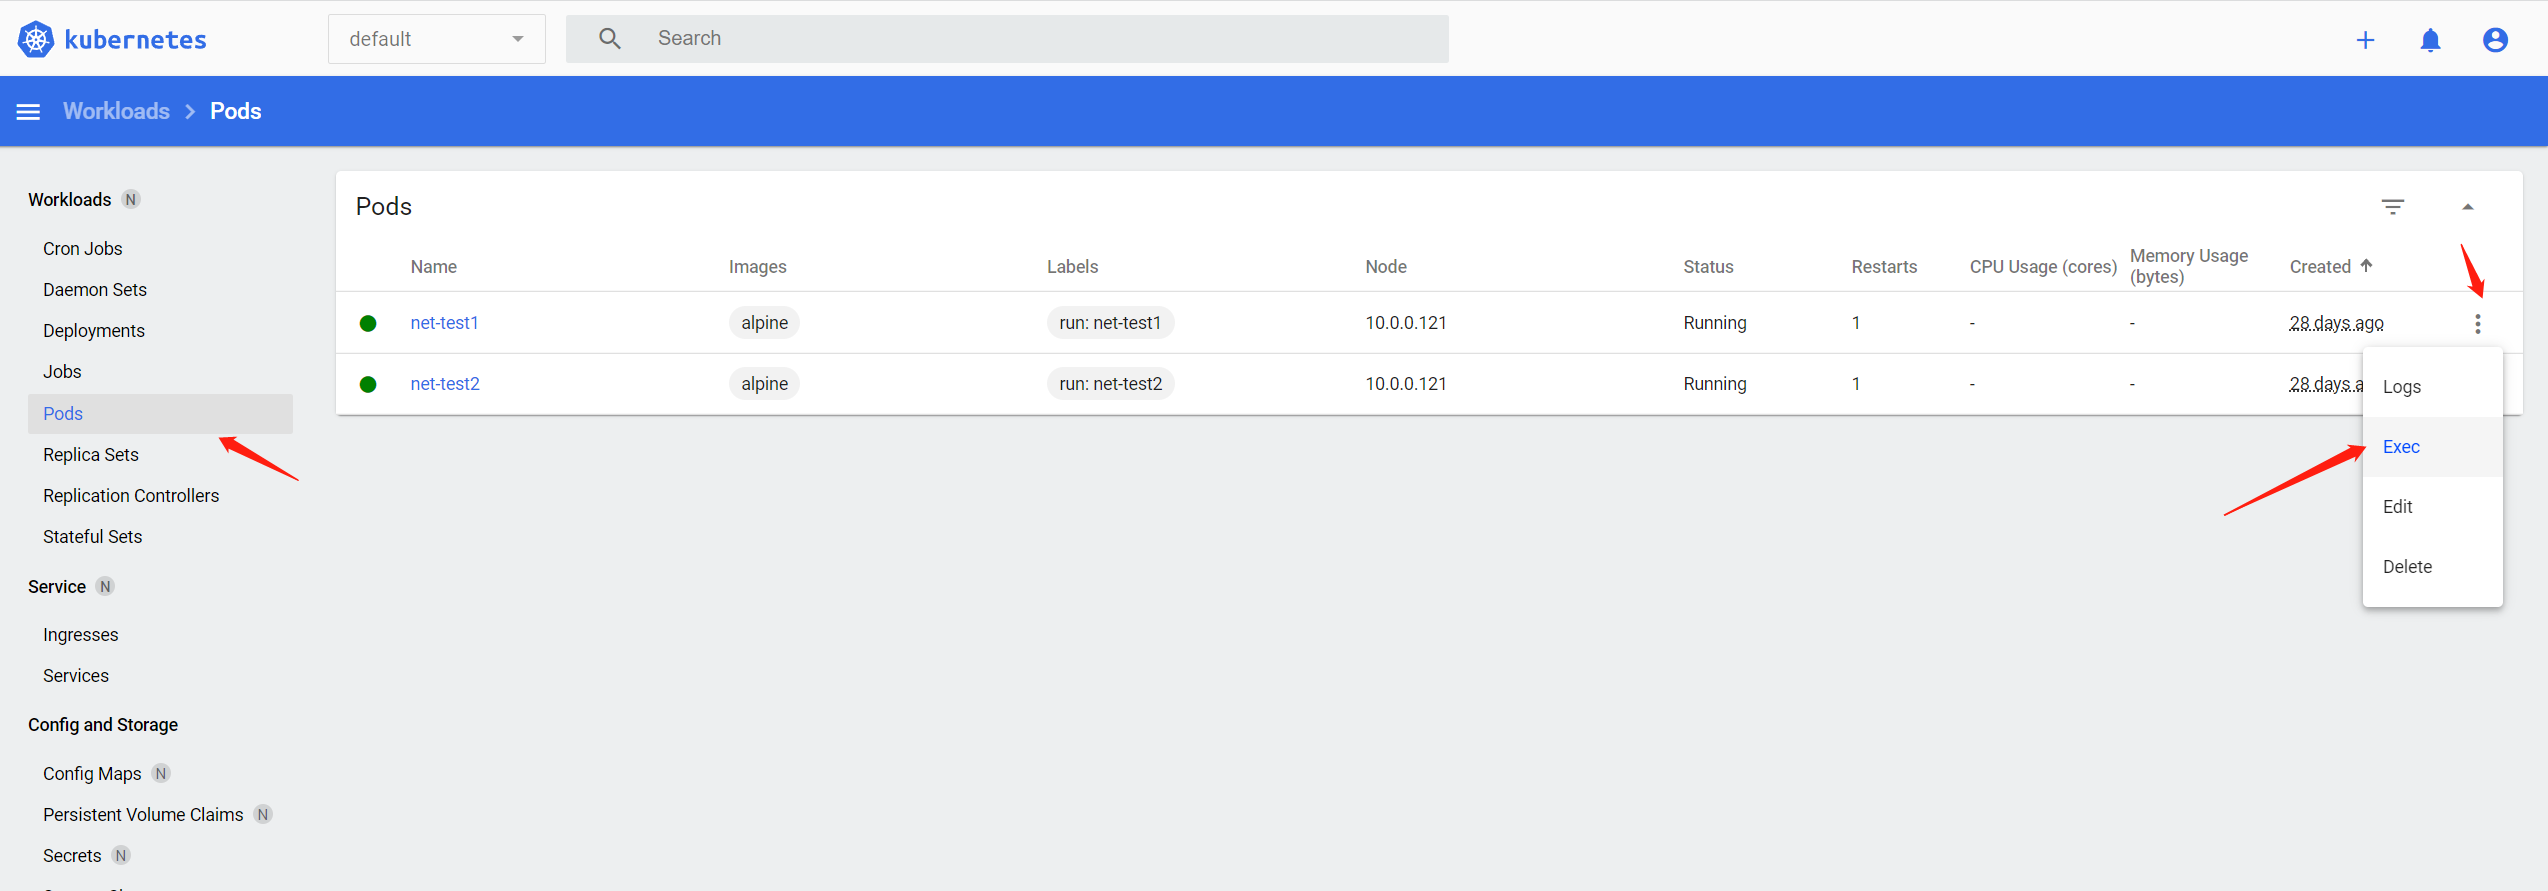 kubernetes
default
Search
Workloads > Pods
Workloads N
Cron Jobs
Daemon Sets
Deployments
Jobs
Pods
Replica Sets
Replication Controllers
Stateful Sets
Service N
Ingresses
Services
Config and Storage
Config Maps N
Persistent Volume Claims N
Secrets N
Pods
Name Images Labels Node Status Restarts CPU Usage (cores) Memory Usage (bytes) Created
net-test1 alpine run: net-test1 10.0.0.121 Running 1 - - 28 days ago
net-test2 alpine run: net-test2 10.0.0.121 Running 1 - - 28 days a
Logs
Exec
Edit
Delete